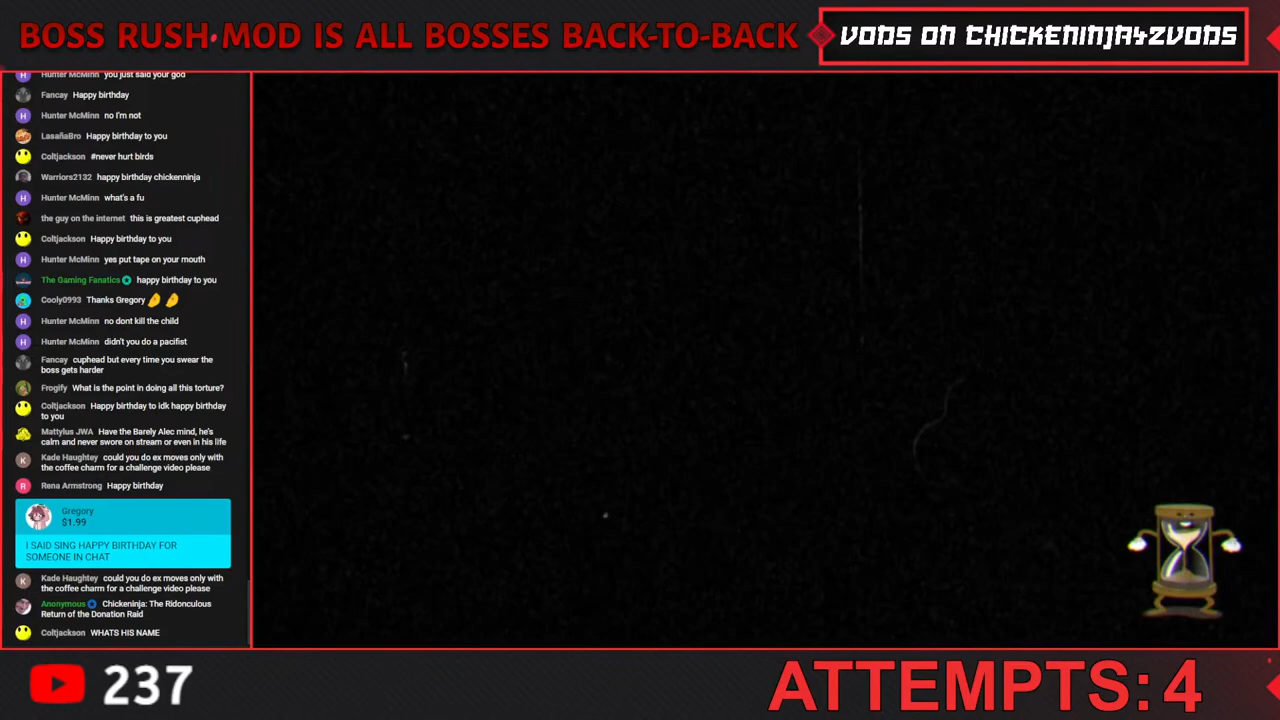 BOSS RUSH MOD IS ALL BOSSES BACK-TO-BACK
VODS ON CHICKENINJA42VODS
H Hunter McMinn you just said your god
Fancay Happy birthday
H Hunter McMinn no I'm not
LasañaBro Happy birthday to you
Coltjackson #never hurt birds
Warriors2132 happy birthday chickenninja
H Hunter McMinn what's a fu
the guy on the internet this is greatest cuphead
Coltjackson Happy birthday to you
H Hunter McMinn yes put tape on your mouth
The Gaming Fanatics happy birthday to you
Cooly0993 Thanks Gregory
H Hunter McMinn no dont kill the child
H Hunter McMinn didn't you do a pacifist
Fancay cuphead but every time you swear the
boss gets harder
Frogify What is the point in doing all this torture?
Coltjackson Happy birthday to idk happy birthday
to you
Mattylus JWA Have the Barely Alec mind, he's
calm and never swore on stream or even in his life
K Kade Haughtey could you do ex moves only with
the coffee charm for a challenge video please
R Rena Armstrong Happy birthday
Gregory
$1.99
I SAID SING HAPPY BIRTHDAY FOR
SOMEONE IN CHAT
K Kade Haughtey could you do ex moves only with
the coffee charm for a challenge video please
Anonymous Chickeninja: The Ridonculous
Return of the Donation Raid
Coltjackson WHATS HIS NAME
237
ATTEMPTS: 4